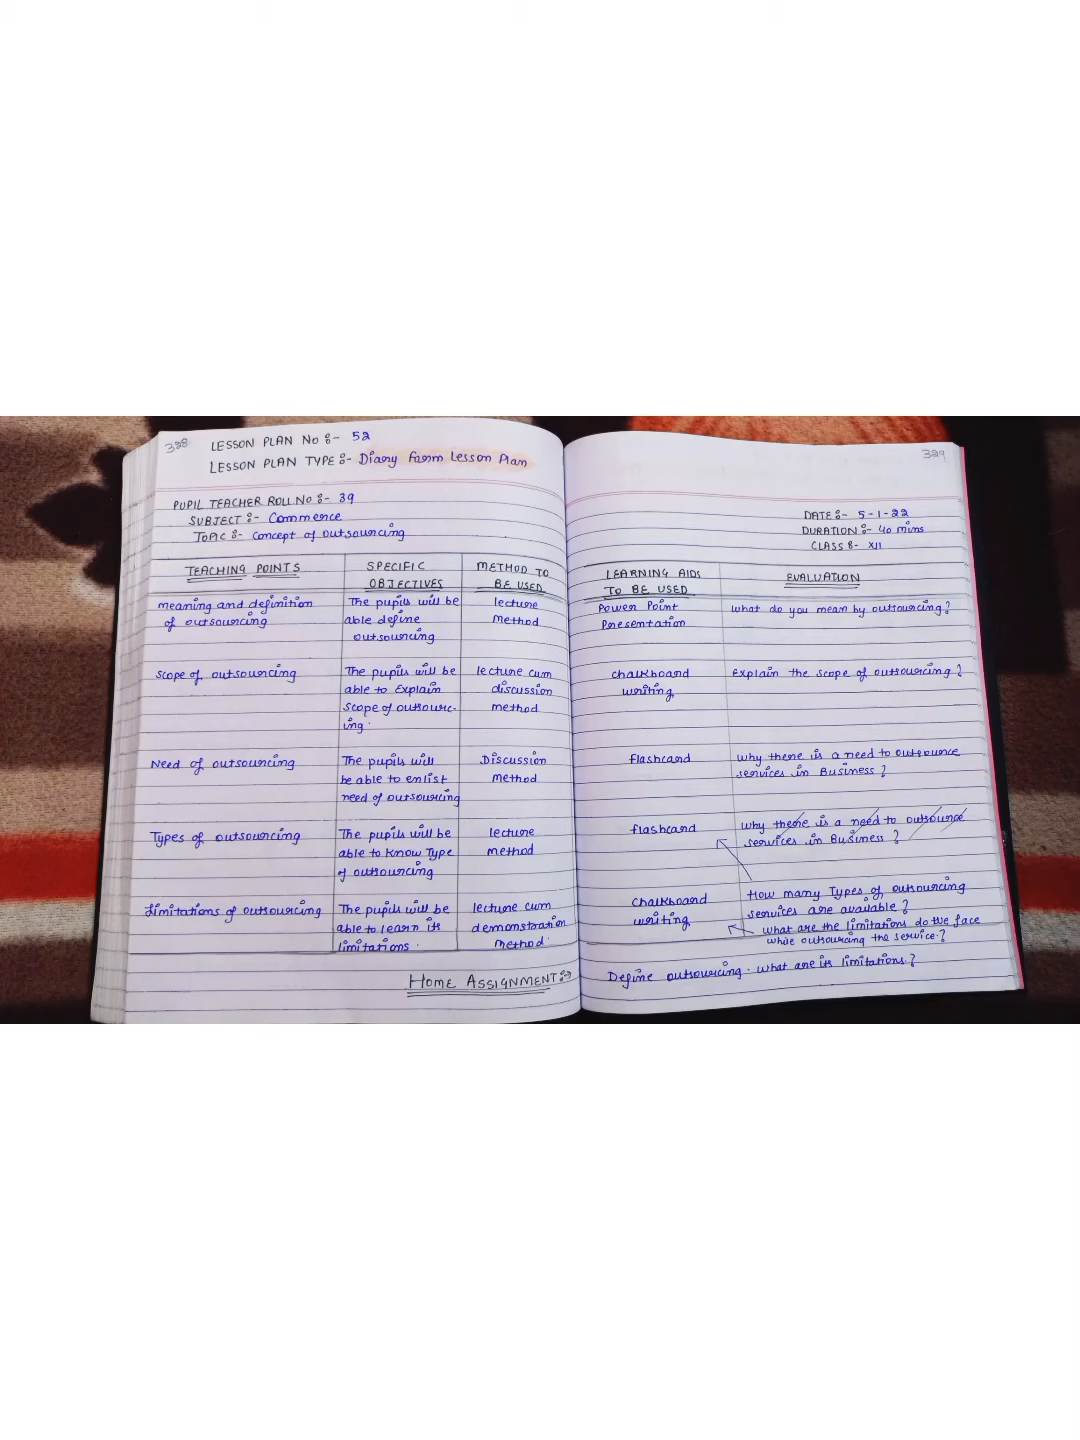 328
LESSON PLAN No :- 52
LESSON PLAN TYPE :- Diary Form Lesson Plan
PUPIL TEACHER ROLL No :- 39
SUBJECT :- Commerce
TOPIC :- Concept of outsourcing
TEACHING POINTS
SPECIFIC
OBJECTIVES
METHOD TO
BE USED
meaning and definition
of outsourcing
The pupils will be
able define
outsourcing
lecture
method
Scope of outsourcing
The pupils will be
able to Explain
Scope of outsourc-
ing.
lecture cum
discussion
method
Need of outsourcing
The pupils will
be able to enlist
need of outsourcing
Discussion
method
Types of outsourcing
The pupils will be
able to know Type
of outsourcing
lecture
method
Limitations of outsourcing
The pupils will be
able to learn its
limitations.
lecture cum
demonstration
method.
HOME ASSIGNMENT :->
329
DATE :- 5-1-22
DURATION :- 40 mins
CLASS :- XII
LEARNING AIDS
TO BE USED
EVALUATION
Power Point
Presentation
what do you mean by outsourcing?
chalkboard
writing
Explain the scope of outsourcing?
flashcard
why there is a need to outsource
services in Business?
flashcard
why there is a need to outsource
services in Business?
How many Types of outsourcing
services are available?
chalkboard
writing
what are the limitations do we face
while outsourcing the service?
Define outsourcing. what are its limitations?